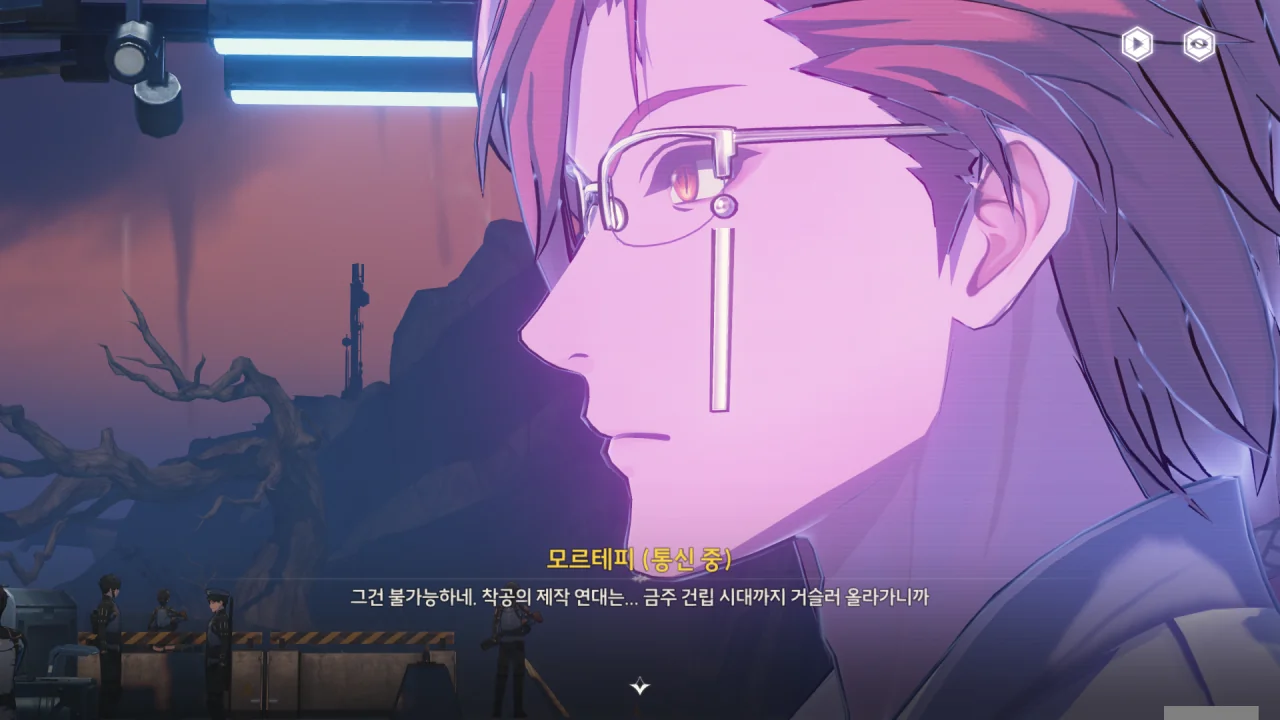 모르테피 (통신 중)
그건 불가능하네. 착공의 제작 연대는... 금주 건립 시대까지 거슬러 올라가니까